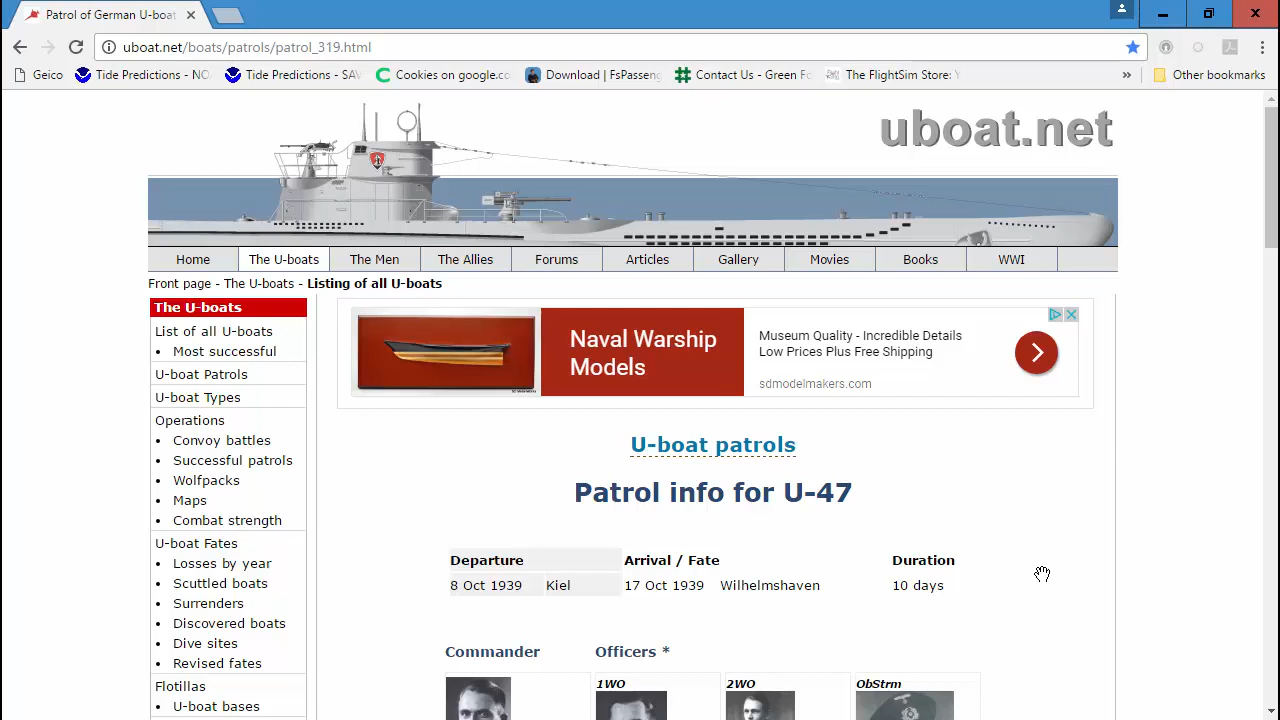 Patrol of German U-boat
uboat.net/boats/patrols/patrol_319.html
Geico
Tide Predictions - NO
Tide Predictions - SAV
Cookies on google.co
Download | FsPasseng
Contact Us - Green Fo
The FlightSim Store: Y
»
Other bookmarks
uboat.net
Home
The U-boats
The Men
The Allies
Forums
Articles
Gallery
Movies
Books
WWI
Front page - The U-boats - Listing of all U-boats
The U-boats
List of all U-boats
• Most successful
U-boat Patrols
U-boat Types
Operations
• Convoy battles
• Successful patrols
• Wolfpacks
• Maps
• Combat strength
U-boat Fates
• Losses by year
• Scuttled boats
• Surrenders
• Discovered boats
• Dive sites
• Revised fates
Flotillas
• U-boat bases
Naval Warship
Models
Museum Quality - Incredible Details
Low Prices Plus Free Shipping
sdmodelmakers.com
U-boat patrols
Patrol info for U-47
Departure Arrival / Fate Duration
8 Oct 1939 Kiel 17 Oct 1939 Wilhelmshaven 10 days
Commander Officers *
1WO 2WO ObStrm